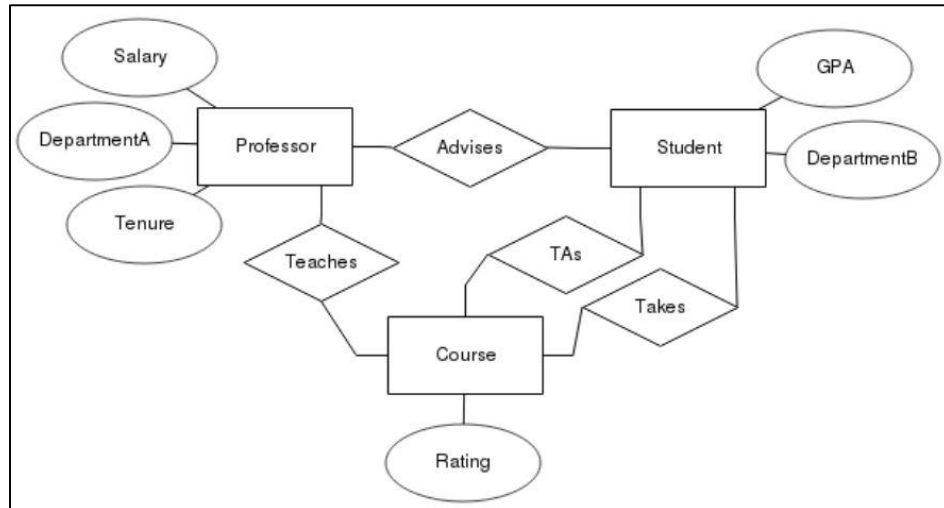 Salary
GPA
DepartmentA
Professor
Advises
Student
DepartmentB
Tenure
Teaches
TAs
Takes
Course
Rating